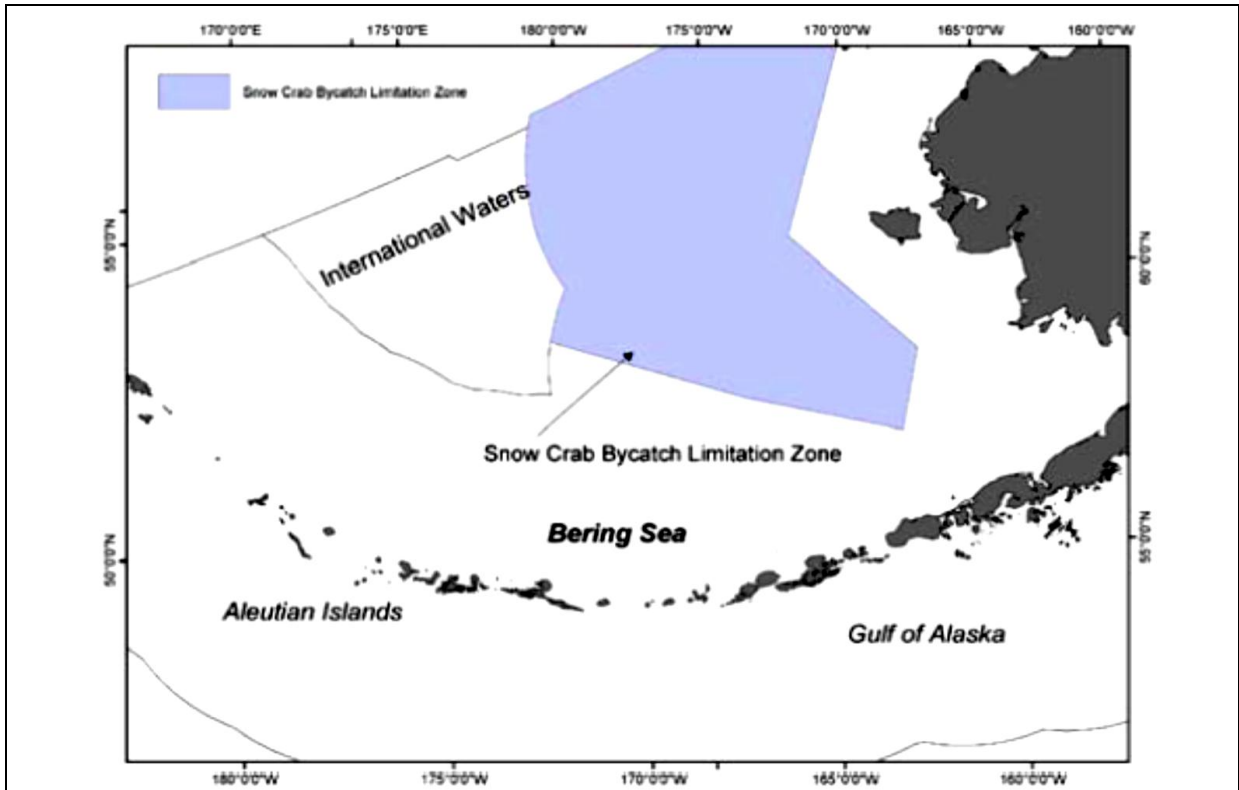 170°0'0"E 175°0'0"E 180°0'0"W 175°0'0"W 170°0'0"W 165°0'0"W 160°0'0"W
Snow Crab Bycatch Limitation Zone
International Waters
55°0'0"N
60°0'0"N
Snow Crab Bycatch Limitation Zone
Bering Sea
50°0'0"N
55°0'0"N
Aleutian Islands
Gulf of Alaska
180°0'0"W 175°0'0"W 170°0'0"W 165°0'0"W 160°0'0"W